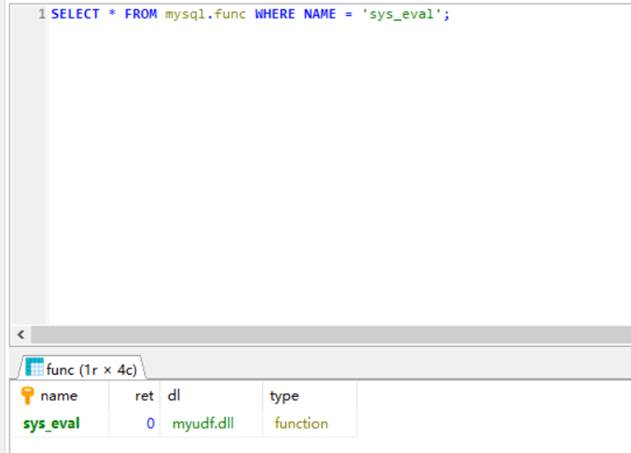 1 SELECT * FROM mysql.func WHERE NAME = 'sys_eval';
func (1r × 4c)
name ret dl type
sys_eval 0 myudf.dll function